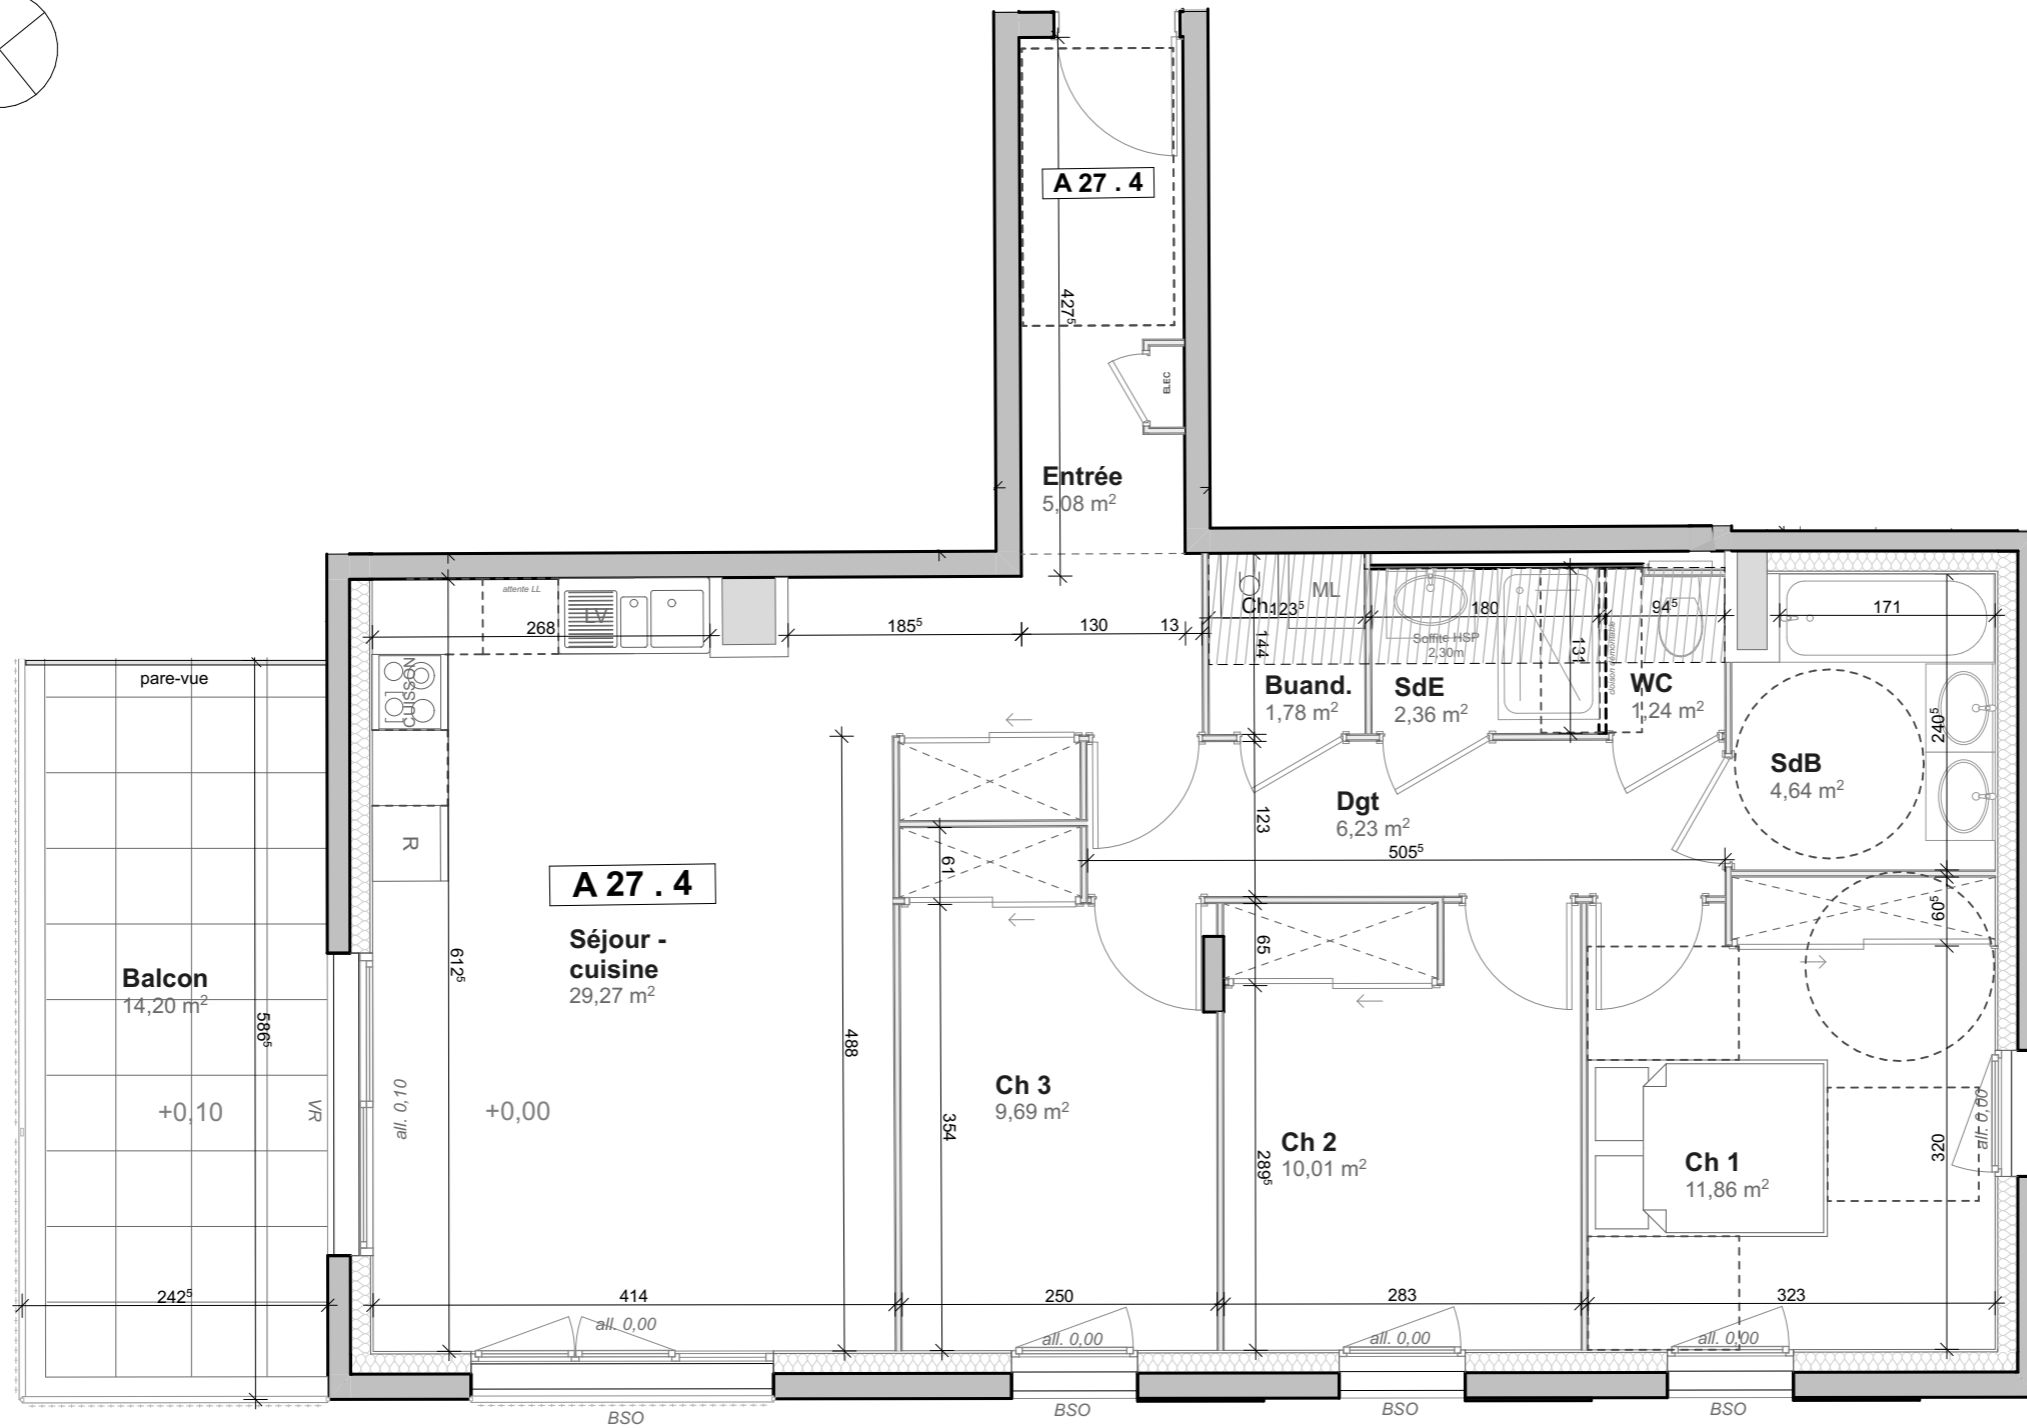 A 27 . 4
427⁵
ELEC
Entrée
5,08 m²
attente LL
LV
268
185⁵
130
13
Ch.
123⁵
ML
180
94⁵
171
144
Soffite HSP
2,30m
131
cloison démontable
pare-vue
CUISSON
Buand.
1,78 m²
SdE
2,36 m²
WC
1,24 m²
240⁵
SdB
4,64 m²
Dgt
6,23 m²
123
505⁵
R
61
A 27 . 4
60⁵
Séjour -
cuisine
29,27 m²
612⁵
65
Balcon
14,20 m²
586⁵
488
+0,10
VR
all. 0,10
+0,00
Ch 3
9,69 m²
354
Ch 2
10,01 m²
289⁵
Ch 1
11,86 m²
320
all. 0,00
242⁵
414
250
283
323
all. 0,00
all. 0,00
all. 0,00
all. 0,00
BSO
BSO
BSO
BSO